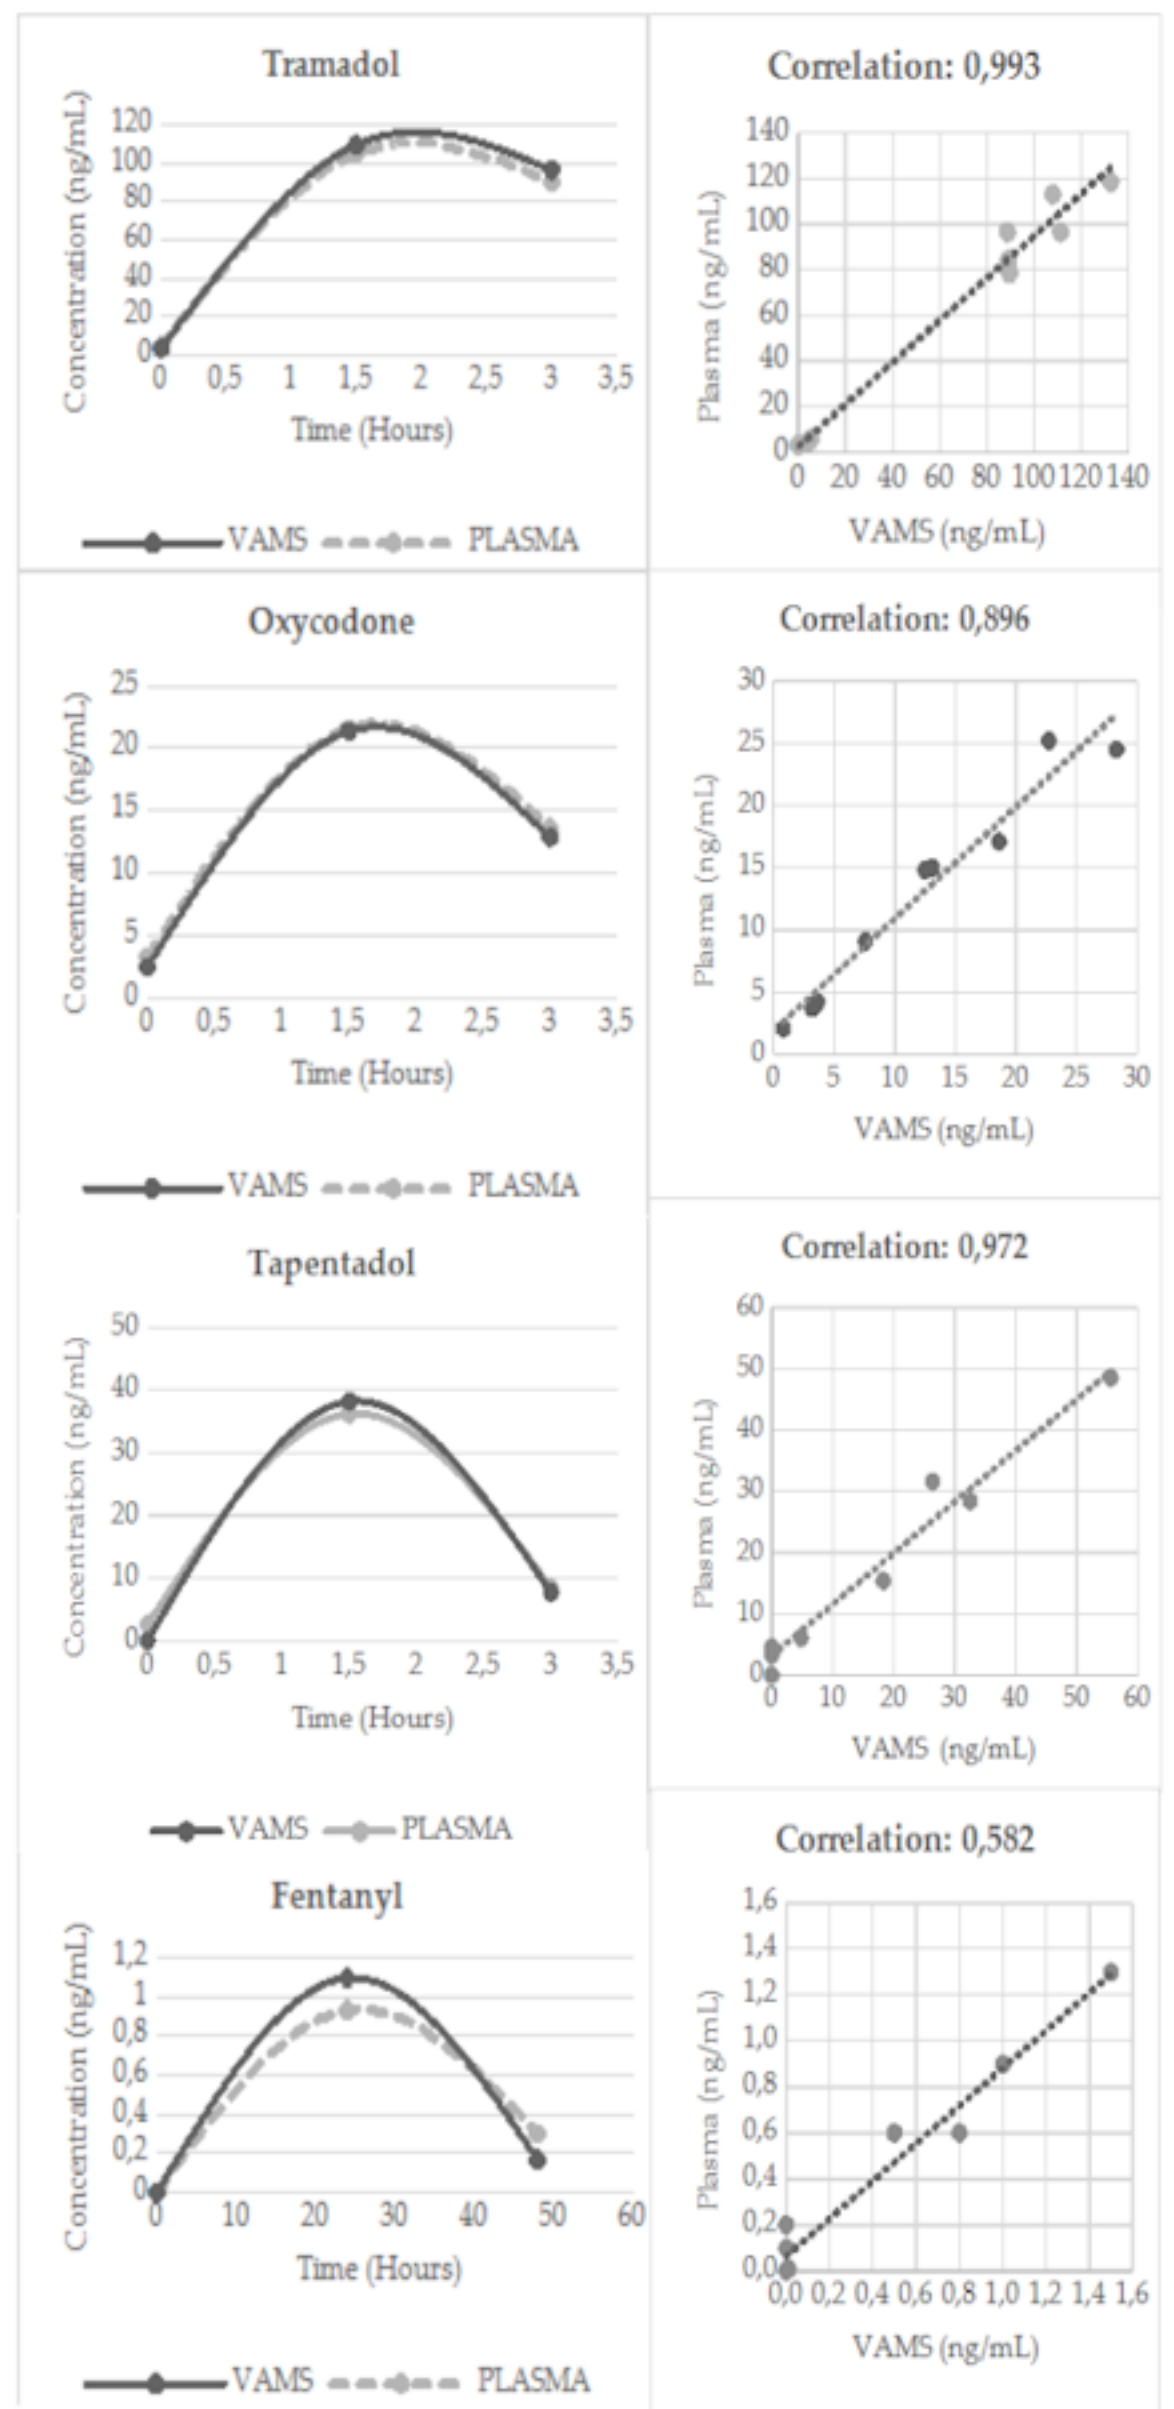 Tramadol
Concentration (ng/mL)
120
100
80
60
40
20
0
0 0,5 1 1,5 2 2,5 3 3,5
Time (Hours)
VAMS PLASMA
Correlation: 0,993
Plasma (ng/mL)
140
120
100
80
60
40
20
0
0 20 40 60 80 100 120 140
VAMS (ng/mL)
Oxycodone
Concentration (ng/mL)
25
20
15
10
5
0
0 0,5 1 1,5 2 2,5 3 3,5
Time (Hours)
VAMS PLASMA
Correlation: 0,896
Plasma (ng/mL)
30
25
20
15
10
5
0
0 5 10 15 20 25 30
VAMS (ng/mL)
Tapentadol
Concentration (ng/mL)
50
40
30
20
10
0
0 0,5 1 1,5 2 2,5 3 3,5
Time (Hours)
VAMS PLASMA
Correlation: 0,972
Plasma (ng/mL)
60
50
40
30
20
10
0
0 10 20 30 40 50 60
VAMS (ng/mL)
Fentanyl
Concentration (ng/mL)
1,2
1
0,8
0,6
0,4
0,2
0
0 10 20 30 40 50 60
Time (Hours)
VAMS PLASMA
Correlation: 0,582
Plasma (ng/mL)
1,6
1,4
1,2
1,0
0,8
0,6
0,4
0,2
0,0
0,0 0,2 0,4 0,6 0,8 1,0 1,2 1,4 1,6
VAMS (ng/mL)